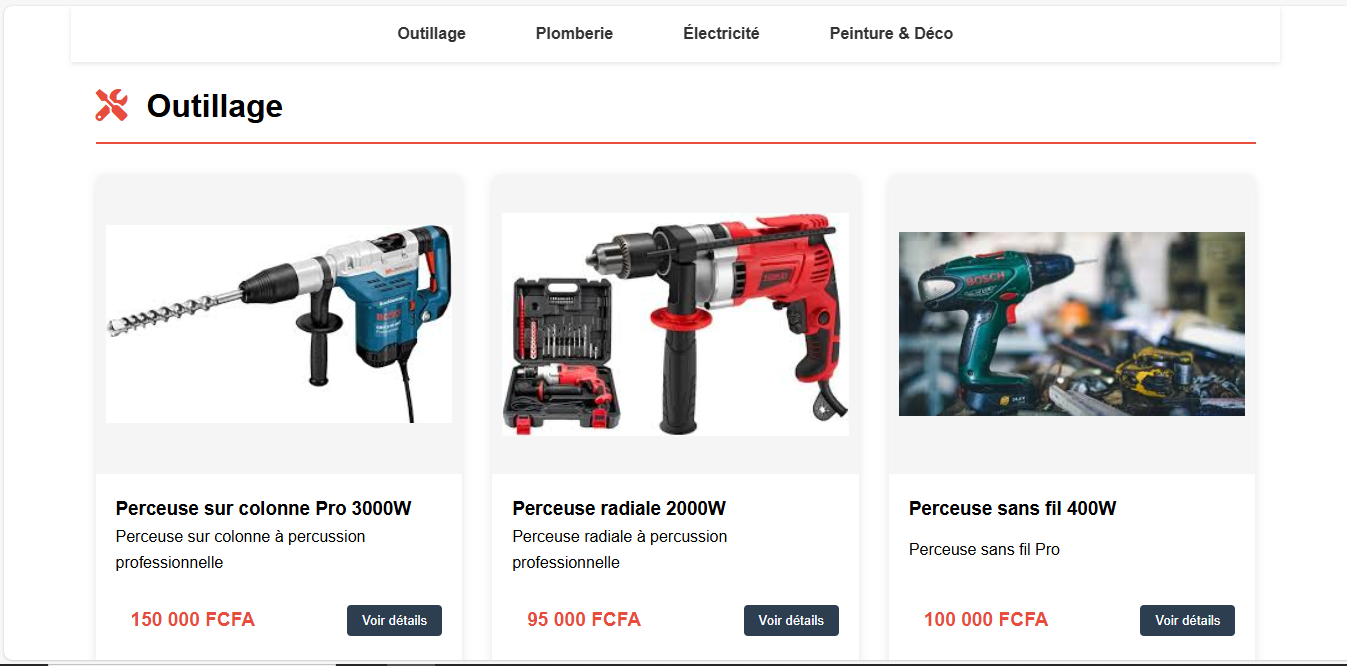 Outillage
Plomberie
Électricité
Peinture & Déco
Outillage
BOSCH
BOSCH
Perceuse sur colonne Pro 3000W
Perceuse sur colonne à percussion
professionnelle
150 000 FCFA
Voir détails
Perceuse radiale 2000W
Perceuse radiale à percussion
professionnelle
95 000 FCFA
Voir détails
Perceuse sans fil 400W
Perceuse sans fil Pro
100 000 FCFA
Voir détails